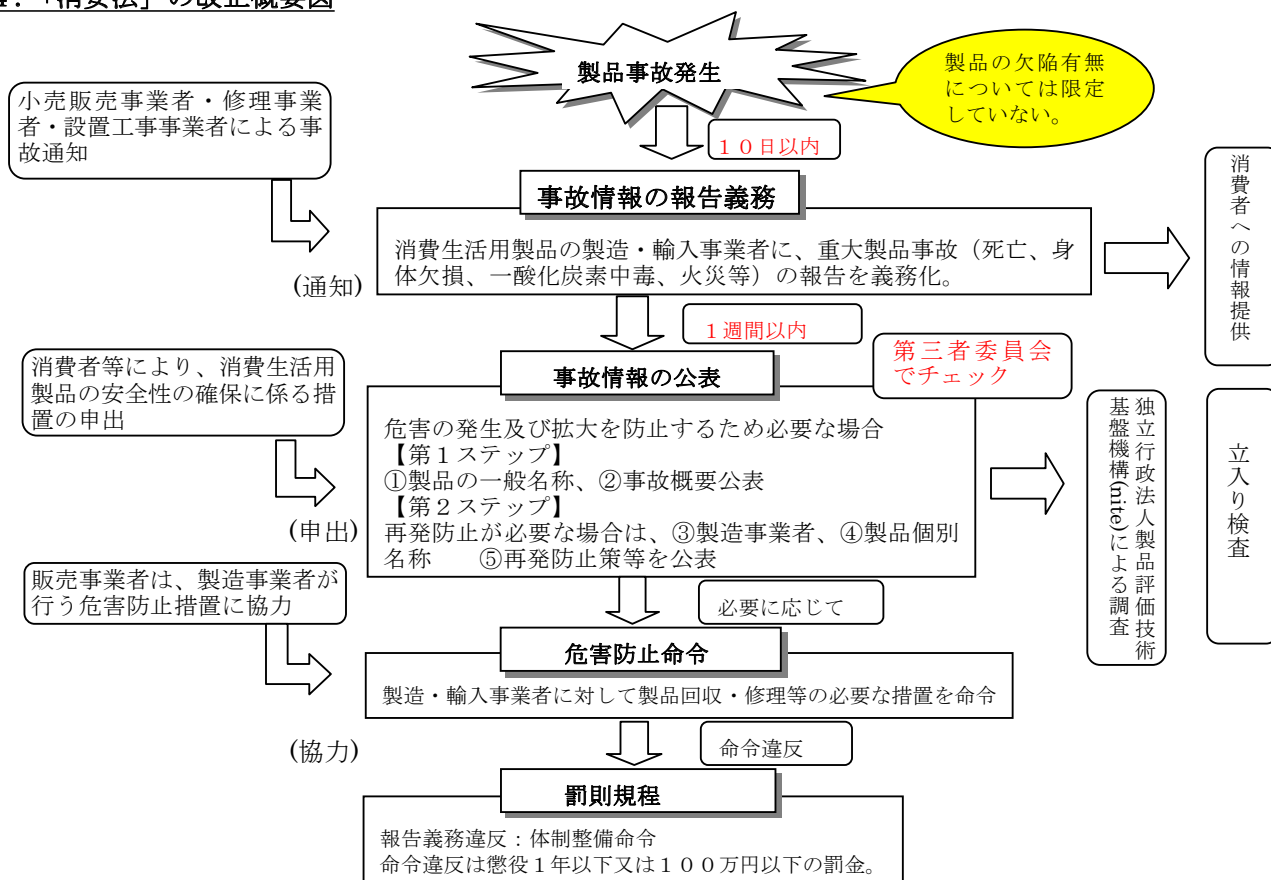 「消安法」の改正概要図
製品事故発生
製品の欠陥有無
については限定
していない。
小売販売事業者・修理事業
者・設置工事事業者による事
故通知
10日以内
事故情報の報告義務
消費生活用製品の製造・輸入事業者に、重大製品事故（死亡、身
体欠損、一酸化炭素中毒、火災等）の報告を義務化。
(通知)
消費者への情報提供
1週間以内
第三者委員会
でチェック
消費者等により、消費生活用
製品の安全性の確保に係る措
置の申出
事故情報の公表
危害の発生及び拡大を防止するため必要な場合
【第１ステップ】
①製品の一般名称、②事故概要公表
【第２ステップ】
再発防止が必要な場合は、③製造事業者、④製品個別
名称　　⑤再発防止策等を公表
(申出)
独立行政法人製品評価技術
基盤機構(nite)による調査
立入り検査
販売事業者は、製造事業者が
行う危害防止措置に協力
必要に応じて
危害防止命令
製造・輸入事業者に対して製品回収・修理等の必要な措置を命令
(協力)
命令違反
罰則規程
報告義務違反：体制整備命令
命令違反は懲役１年以下又は１００万円以下の罰金。